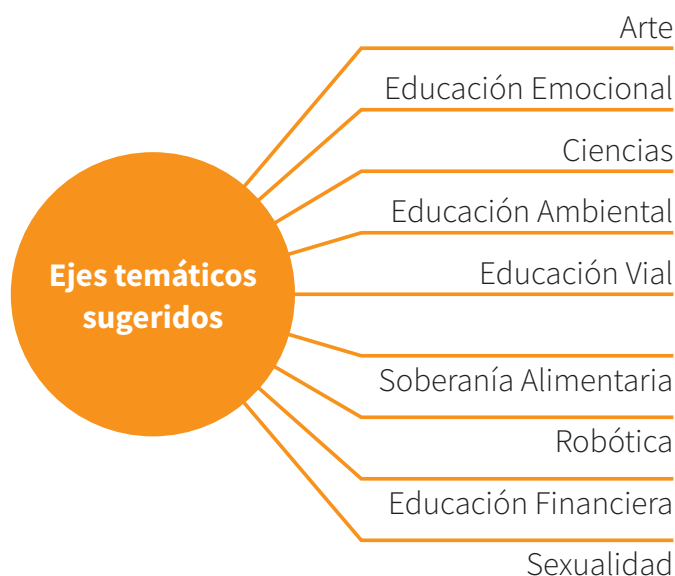 Arte
Educación Emocional
Ciencias
Educación Ambiental
Educación Vial
Ejes temáticos
sugeridos
Soberanía Alimentaria
Robótica
Educación Financiera
Sexualidad